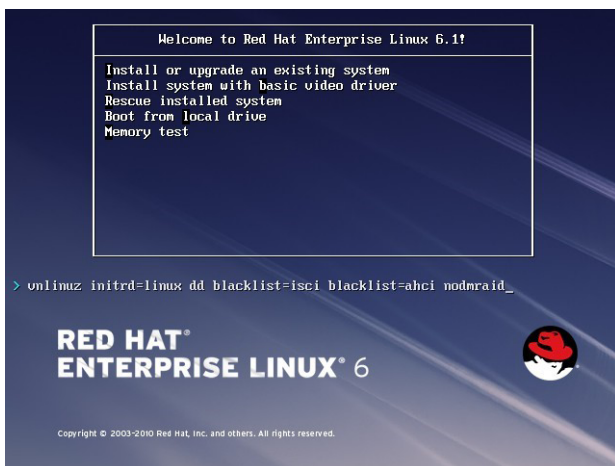 Welcome to Red Hat Enterprise Linux 6.1!
Install or upgrade an existing system
Install system with basic video driver
Rescue installed system
Boot from local drive
Memory test
> vmlinuz initrd=linux dd blacklist=isci blacklist=ahci nodmraid_
RED HAT®
ENTERPRISE LINUX® 6
Copyright © 2003-2010 Red Hat, Inc. and others. All rights reserved.